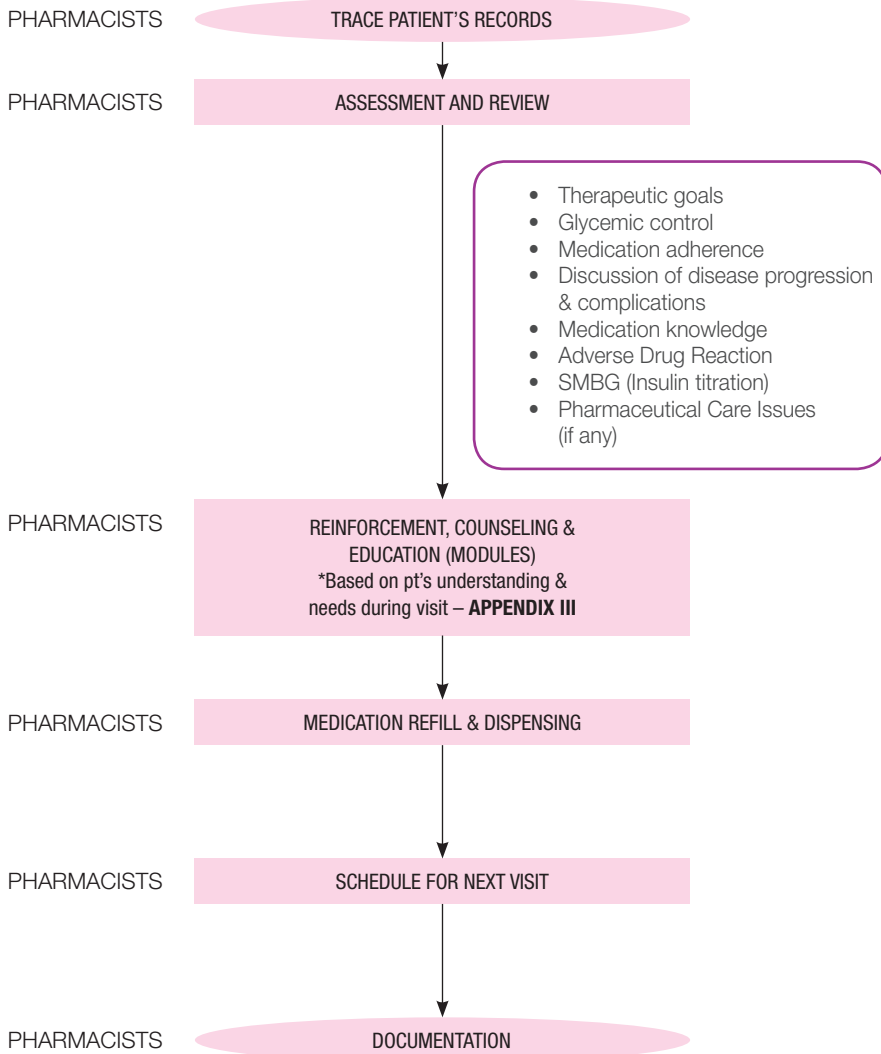 PHARMACISTS
TRACE PATIENT’S RECORDS
PHARMACISTS
ASSESSMENT AND REVIEW
• Therapeutic goals
• Glycemic control
• Medication adherence
• Discussion of disease progression
& complications
• Medication knowledge
• Adverse Drug Reaction
• SMBG (Insulin titration)
• Pharmaceutical Care Issues
(if any)
PHARMACISTS
REINFORCEMENT, COUNSELING &
EDUCATION (MODULES)
*Based on pt’s understanding &
needs during visit – APPENDIX III
PHARMACISTS
MEDICATION REFILL & DISPENSING
PHARMACISTS
SCHEDULE FOR NEXT VISIT
PHARMACISTS
DOCUMENTATION